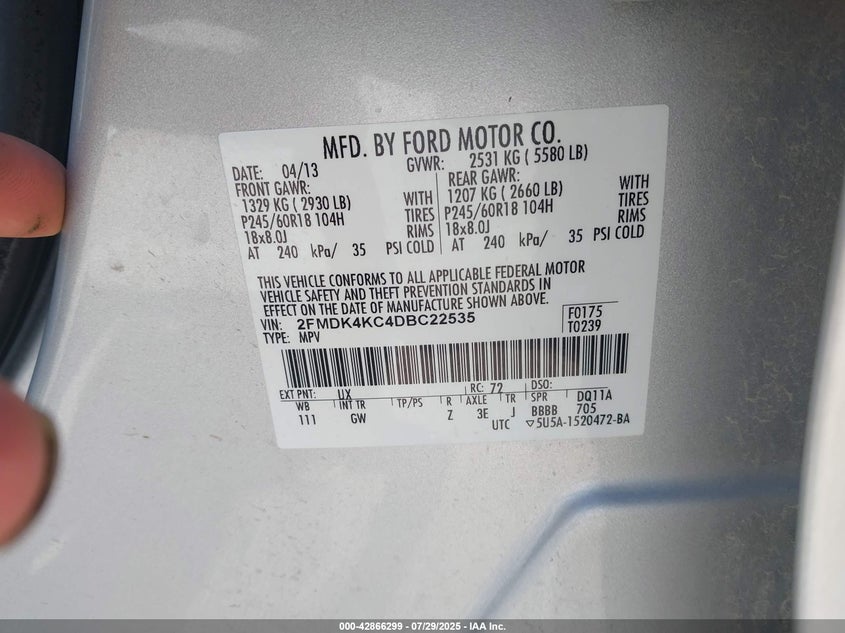 MFD. BY FORD MOTOR CO.
DATE: 04/13 GVWR: 2531 KG ( 5580 LB)
FRONT GAWR: REAR GAWR:
1329 KG ( 2930 LB) WITH 1207 KG ( 2660 LB) WITH
P245/60R18 104H TIRES P245/60R18 104H TIRES
18x8.0J RIMS 18x8.0J RIMS
AT 240 kPa/ 35 PSI COLD AT 240 kPa/ 35 PSI COLD
THIS VEHICLE CONFORMS TO ALL APPLICABLE FEDERAL MOTOR
VEHICLE SAFETY AND THEFT PREVENTION STANDARDS IN
EFFECT ON THE DATE OF MANUFACTURE SHOWN ABOVE.
VIN: 2FMDK4KC4DBC22535 F0175
TYPE: MPV T0239
EXT PNT: UX RC: 72 DSO:
WB INT TR TP/PS R AXLE TR SPR DQ11A
111 GW Z 3E J BBBB 705
UTC ▽5U5A-1520472-BA
000-42866299 - 07/29/2025 - IAA Inc.